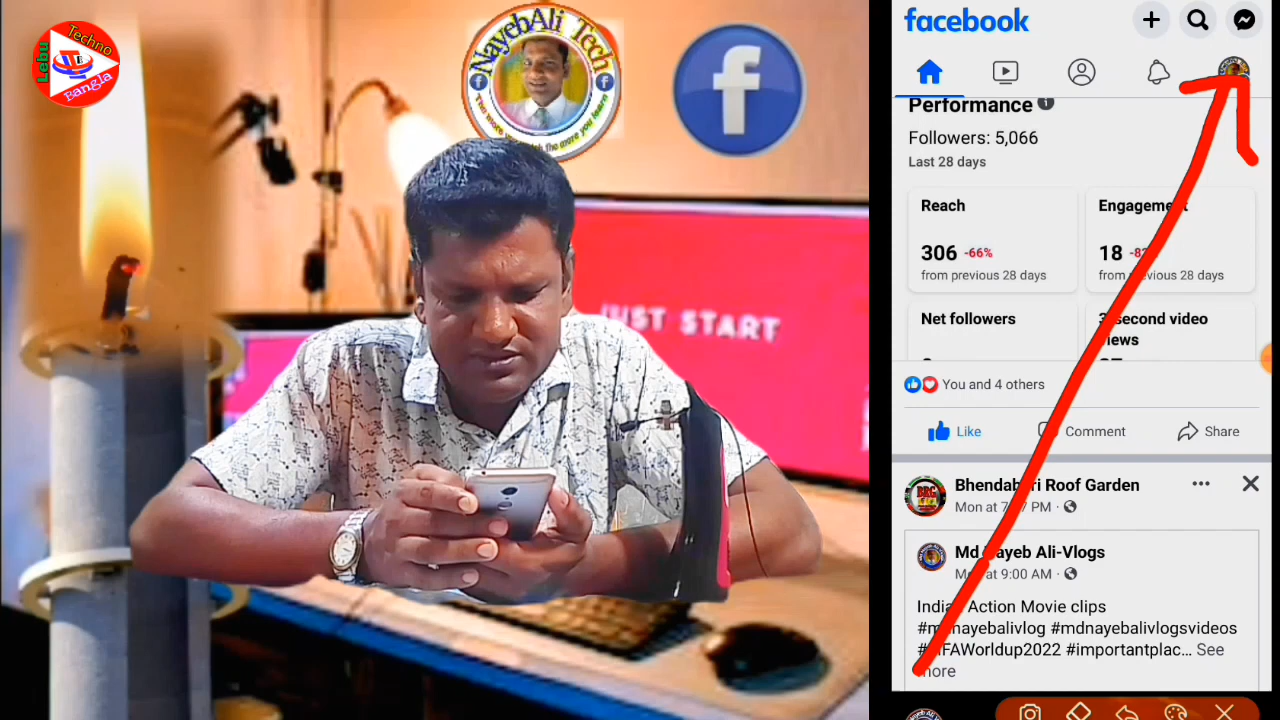 Lebu
Techno
Bangla
NayebAli Tech
JUST START
facebook
Performance
Followers: 5,066
Last 28 days
Reach
306 -66%
from previous 28 days
Engagement
18
from previous 28 days
Net followers
3-second video
views
You and 4 others
Like
Comment
Share
Bhendabari Roof Garden
Mon at 7:37 PM
Md Nayeb Ali-Vlogs
Mon at 9:00 AM
Indian Action Movie clips
#mdnayebalivlog #mdnayebalivlogsvideos
#FIFAWorldup2022 #importantplac... See
more